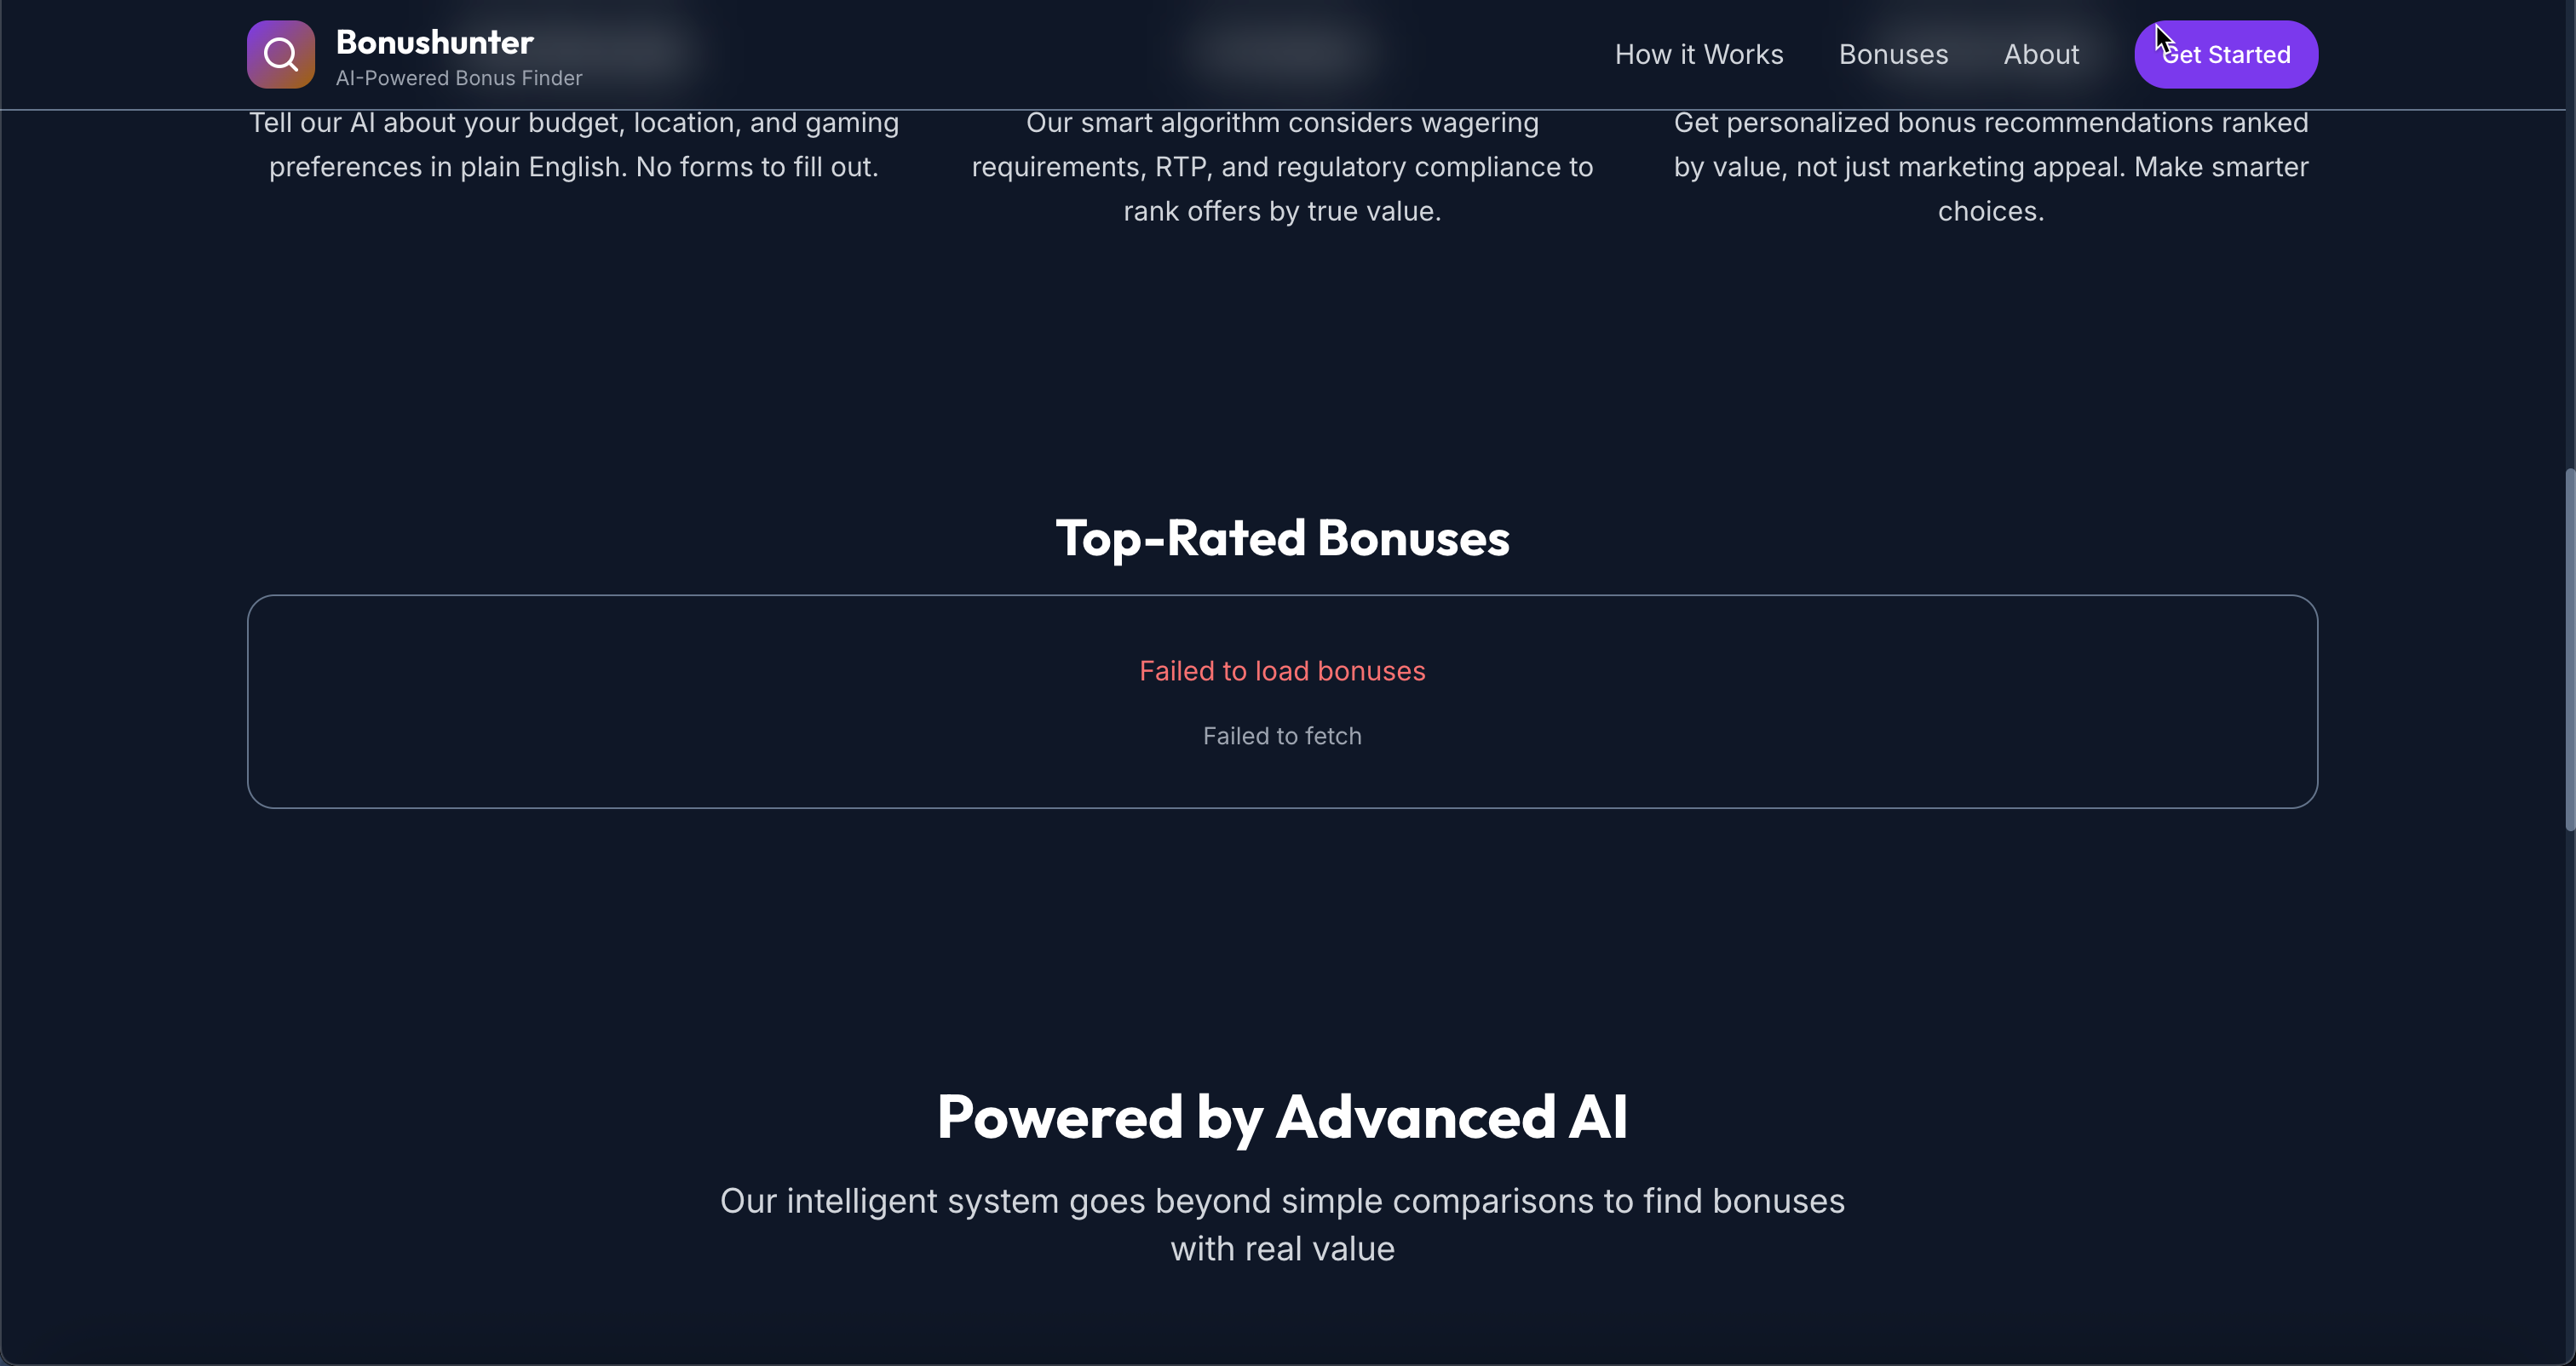 Bonushunter
AI-Powered Bonus Finder
How it Works
Bonuses
About
Get Started
Tell our AI about your budget, location, and gaming
preferences in plain English. No forms to fill out.
Our smart algorithm considers wagering
requirements, RTP, and regulatory compliance to
rank offers by true value.
Get personalized bonus recommendations ranked
by value, not just marketing appeal. Make smarter
choices.
Top-Rated Bonuses
Failed to load bonuses
Failed to fetch
Powered by Advanced AI
Our intelligent system goes beyond simple comparisons to find bonuses
with real value